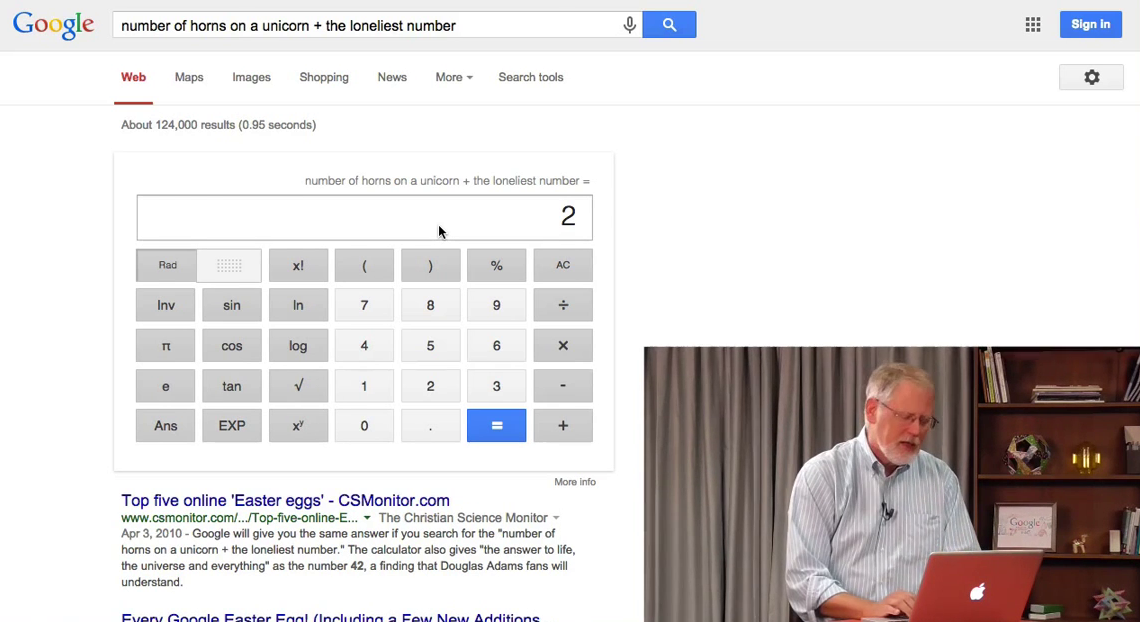 Google
number of horns on a unicorn + the loneliest number
Sign in
Web Maps Images Shopping News More Search tools
About 124,000 results (0.95 seconds)
number of horns on a unicorn + the loneliest number =
2
Rad x! ( ) % AC
Inv sin ln 7 8 9 ÷
π cos log 4 5 6 ×
e tan √ 1 2 3 -
Ans EXP xʸ 0 . = +
More info
Top five online 'Easter eggs' - CSMonitor.com
www.csmonitor.com/.../Top-five-online-E... The Christian Science Monitor
Apr 3, 2010 - Google will give you the same answer if you search for the "number of
horns on a unicorn + the loneliest number." The calculator also gives "the answer to life,
the universe and everything" as the number 42, a finding that Douglas Adams fans will
understand.
Every Google Easter Egg! (Including a Few New Additions
Google